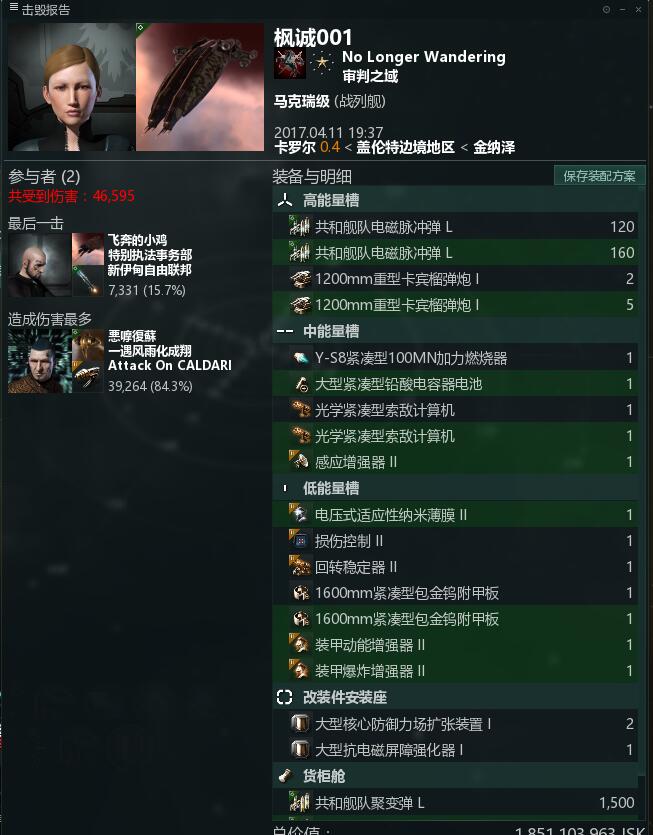 击毁报告
枫诚001
No Longer Wandering
审判之域
马克瑞级 (战列舰)
2017.04.11 19:37
卡罗尔 0.4 < 盖伦特边境地区 < 金纳泽
参与者 (2)
共受到伤害：46,595
最后一击
飞奔的小鸡
特别执法事务部
新伊甸自由联邦
7,331 (15.7%)
造成伤害最多
悪嚓復蘇
一遇风雨化成翔
Attack On CALDARI
39,264 (84.3%)
装备与明细
保存装配方案
高能量槽
共和舰队电磁脉冲弹 L 120
共和舰队电磁脉冲弹 L 160
1200mm重型卡宾榴弹炮 I 2
1200mm重型卡宾榴弹炮 I 5
中能量槽
Y-S8紧凑型100MN加力燃烧器 1
大型紧凑型铅酸电容器电池 1
光学紧凑型索敌计算机 1
光学紧凑型索敌计算机 1
感应增强器 II 1
低能量槽
电压式适应性纳米薄膜 II 1
损伤控制 II 1
回转稳定器 II 1
1600mm紧凑型包金钨附甲板 1
1600mm紧凑型包金钨附甲板 1
装甲动能增强器 II 1
装甲爆炸增强器 II 1
改装件安装座
大型核心防御力场扩张装置 I 2
大型抗电磁屏障强化器 I 1
货柜舱
共和舰队聚变弹 L 1,500
总价值： 1,851,103,963 ISK